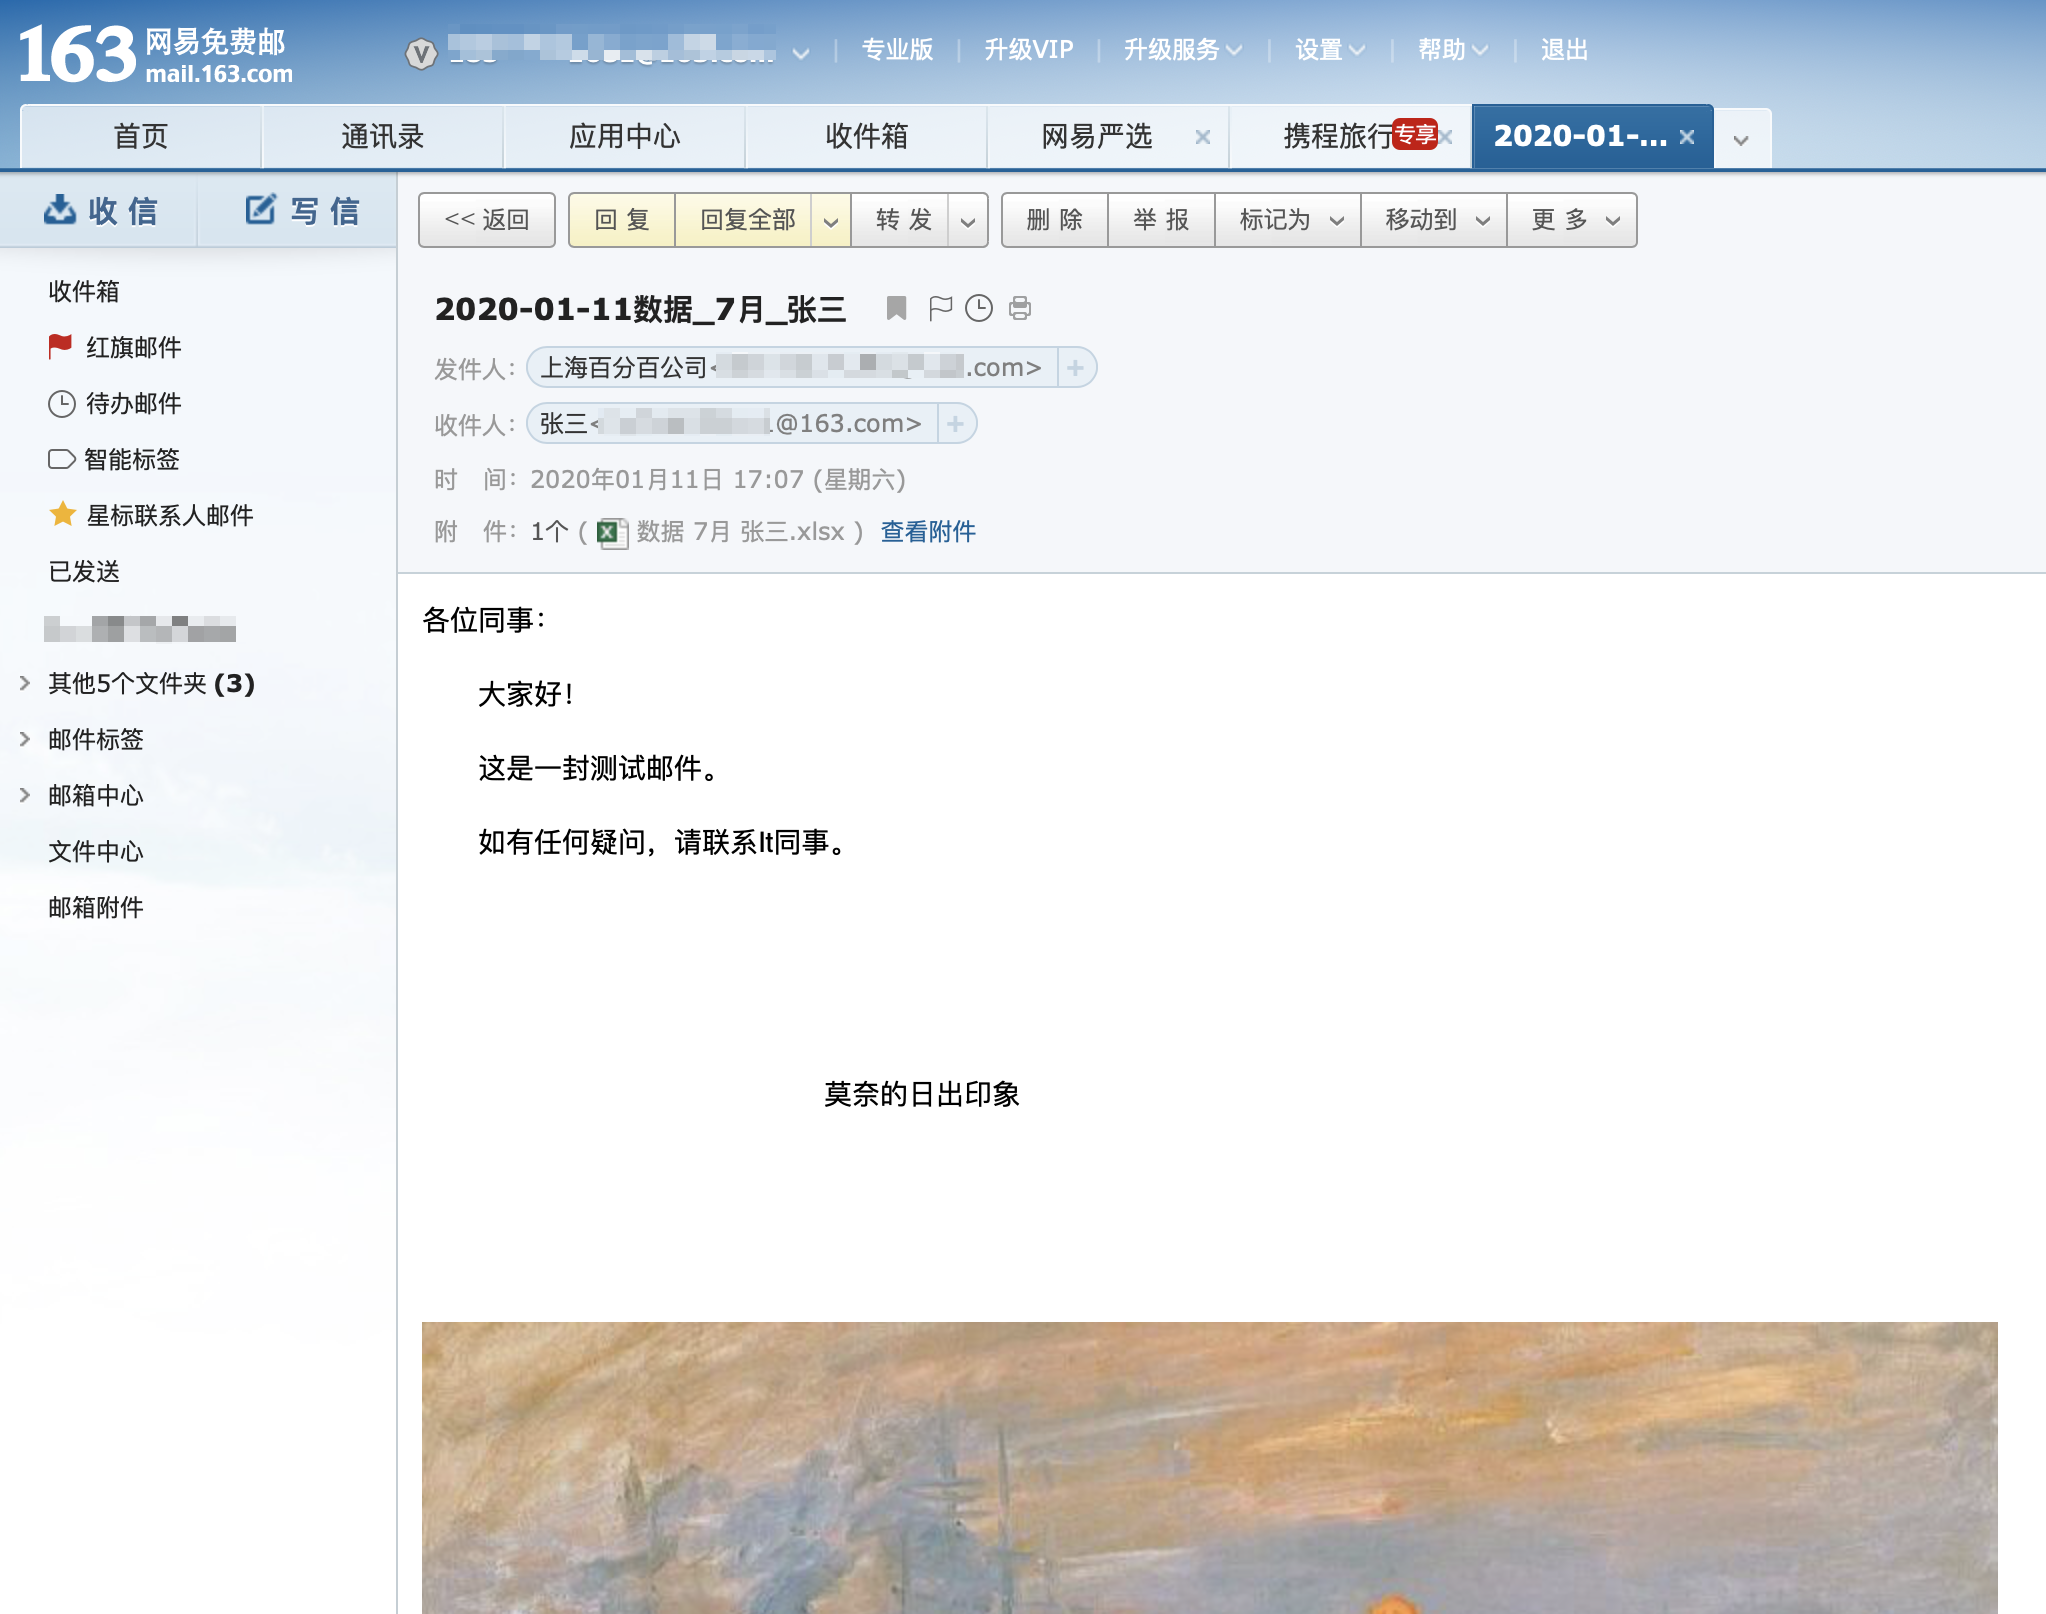 163 网易免费邮
mail.163.com
专业版 | 升级VIP | 升级服务 | 设置 | 帮助 | 退出
首页 通讯录 应用中心 收件箱 网易严选 携程旅行 专享 2020-01-...
收 信 写 信
<< 返回 回 复 回复全部 转 发 删 除 举 报 标记为 移动到 更 多
收件箱
红旗邮件
待办邮件
智能标签
星标联系人邮件
已发送
其他5个文件夹 (3)
邮件标签
邮箱中心
文件中心
邮箱附件
2020-01-11数据_7月_张三
发件人： 上海百分百公司< .com>
收件人： 张三< @163.com>
时 间： 2020年01月11日 17:07 (星期六)
附 件： 1个 ( 数据 7月 张三.xlsx ) 查看附件
各位同事：
大家好！
这是一封测试邮件。
如有任何疑问，请联系It同事。
莫奈的日出印象